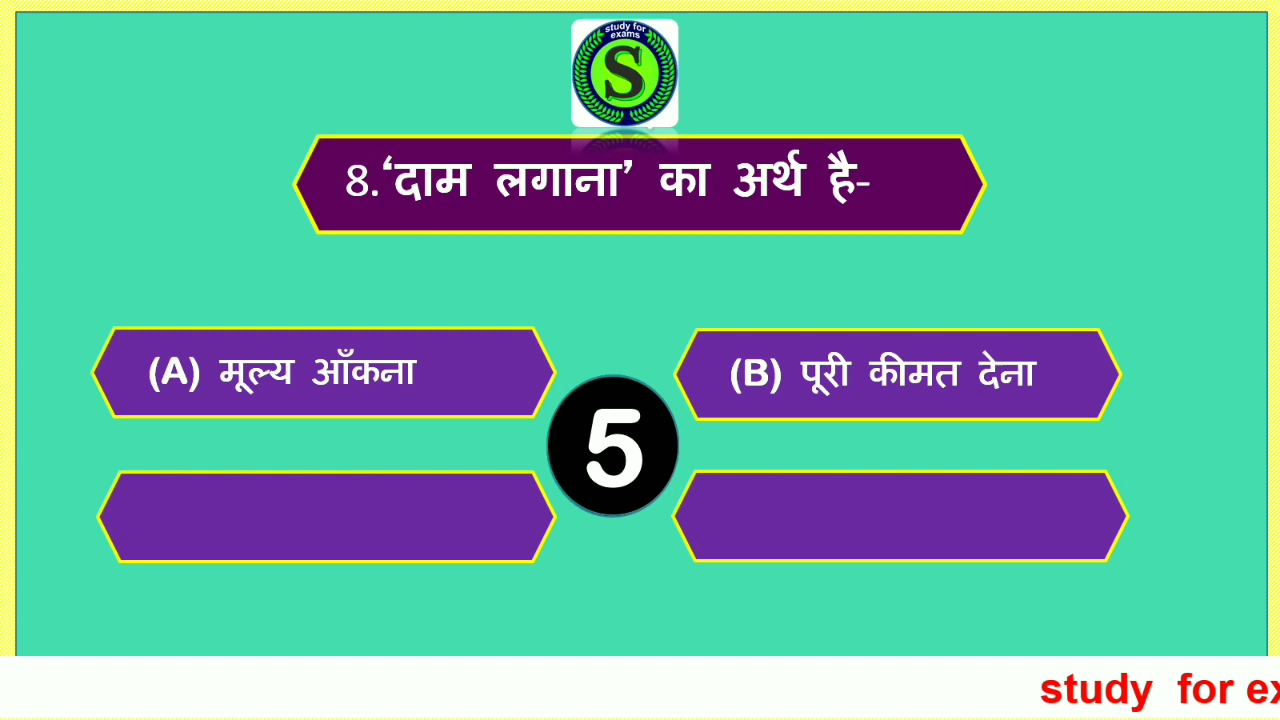 study for
exams
S
8.‘दाम लगाना’ का अर्थ है-
(A) मूल्य आँकना
(B) पूरी कीमत देना
5
study for ex